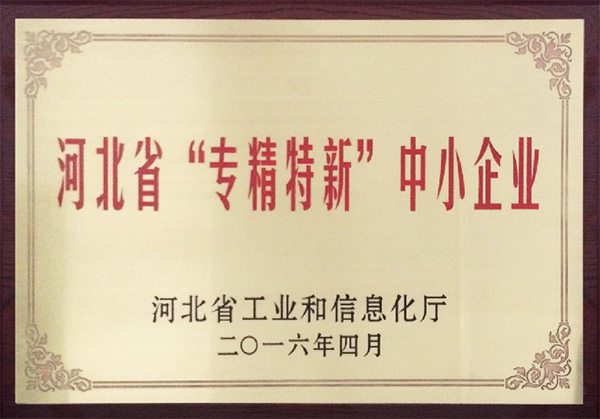 河北省“专精特新”中小企业
河北省工业和信息化厅
二〇一六年四月